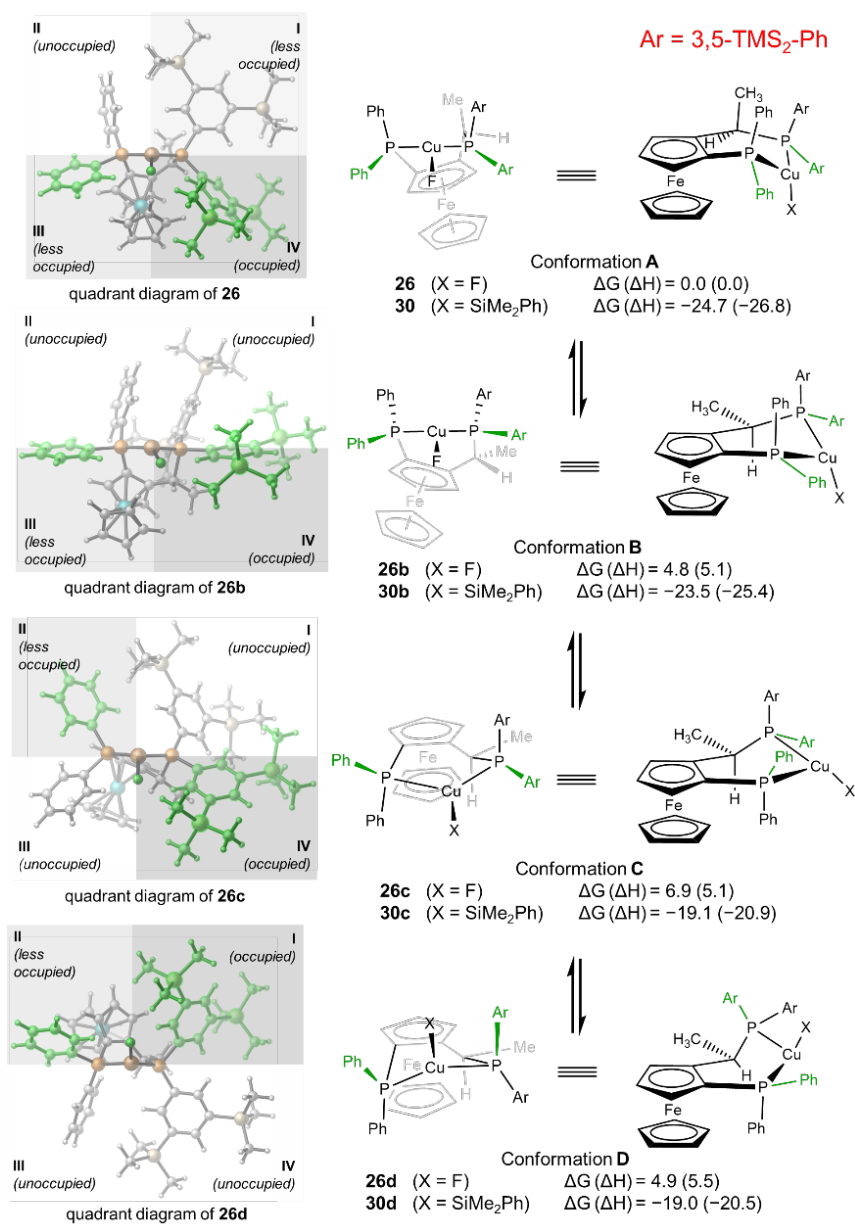 Ar = 3,5-TMS₂-Ph
II
(unoccupied)
I
(less
occupied)
III
(less
occupied)
IV
(occupied)
quadrant diagram of 26
Ph
Me
Ar
P
Cu
P
H
Ph
F
Ar
Fe
CH₃
Ph
Ar
H
P
P
Ar
Fe
Ph
Cu
X
Conformation A
26 (X = F) ΔG (ΔH) = 0.0 (0.0)
30 (X = SiMe₂Ph) ΔG (ΔH) = −24.7 (−26.8)
II
(unoccupied)
I
(unoccupied)
III
(less
occupied)
IV
(occupied)
quadrant diagram of 26b
Ph
Ar
P
Cu
P
Ph
Ar
F
Me
Fe
H
Ar
Ph
H₃C
P
Ar
P
H
Cu
Fe
Ph
X
Conformation B
26b (X = F) ΔG (ΔH) = 4.8 (5.1)
30b (X = SiMe₂Ph) ΔG (ΔH) = −23.5 (−25.4)
II
(less
occupied)
I
(unoccupied)
III
(unoccupied)
IV
(occupied)
quadrant diagram of 26c
Ar
Me
Fe
Ph
P
P
H
Ar
Cu
Ph
X
Ar
P
H₃C
Ar
Ph
Cu
P
H
X
Fe
Ph
Conformation C
26c (X = F) ΔG (ΔH) = 6.9 (5.1)
30c (X = SiMe₂Ph) ΔG (ΔH) = −19.1 (−20.9)
II
(less
occupied)
I
(occupied)
III
(unoccupied)
IV
(unoccupied)
quadrant diagram of 26d
Ar
X
Me
Ph
Fe
Cu
P
P
H
Ar
Ph
Ar
Ar
P
X
H₃C
Cu
H
P
Ph
Fe
Ph
Conformation D
26d (X = F) ΔG (ΔH) = 4.9 (5.5)
30d (X = SiMe₂Ph) ΔG (ΔH) = −19.0 (−20.5)